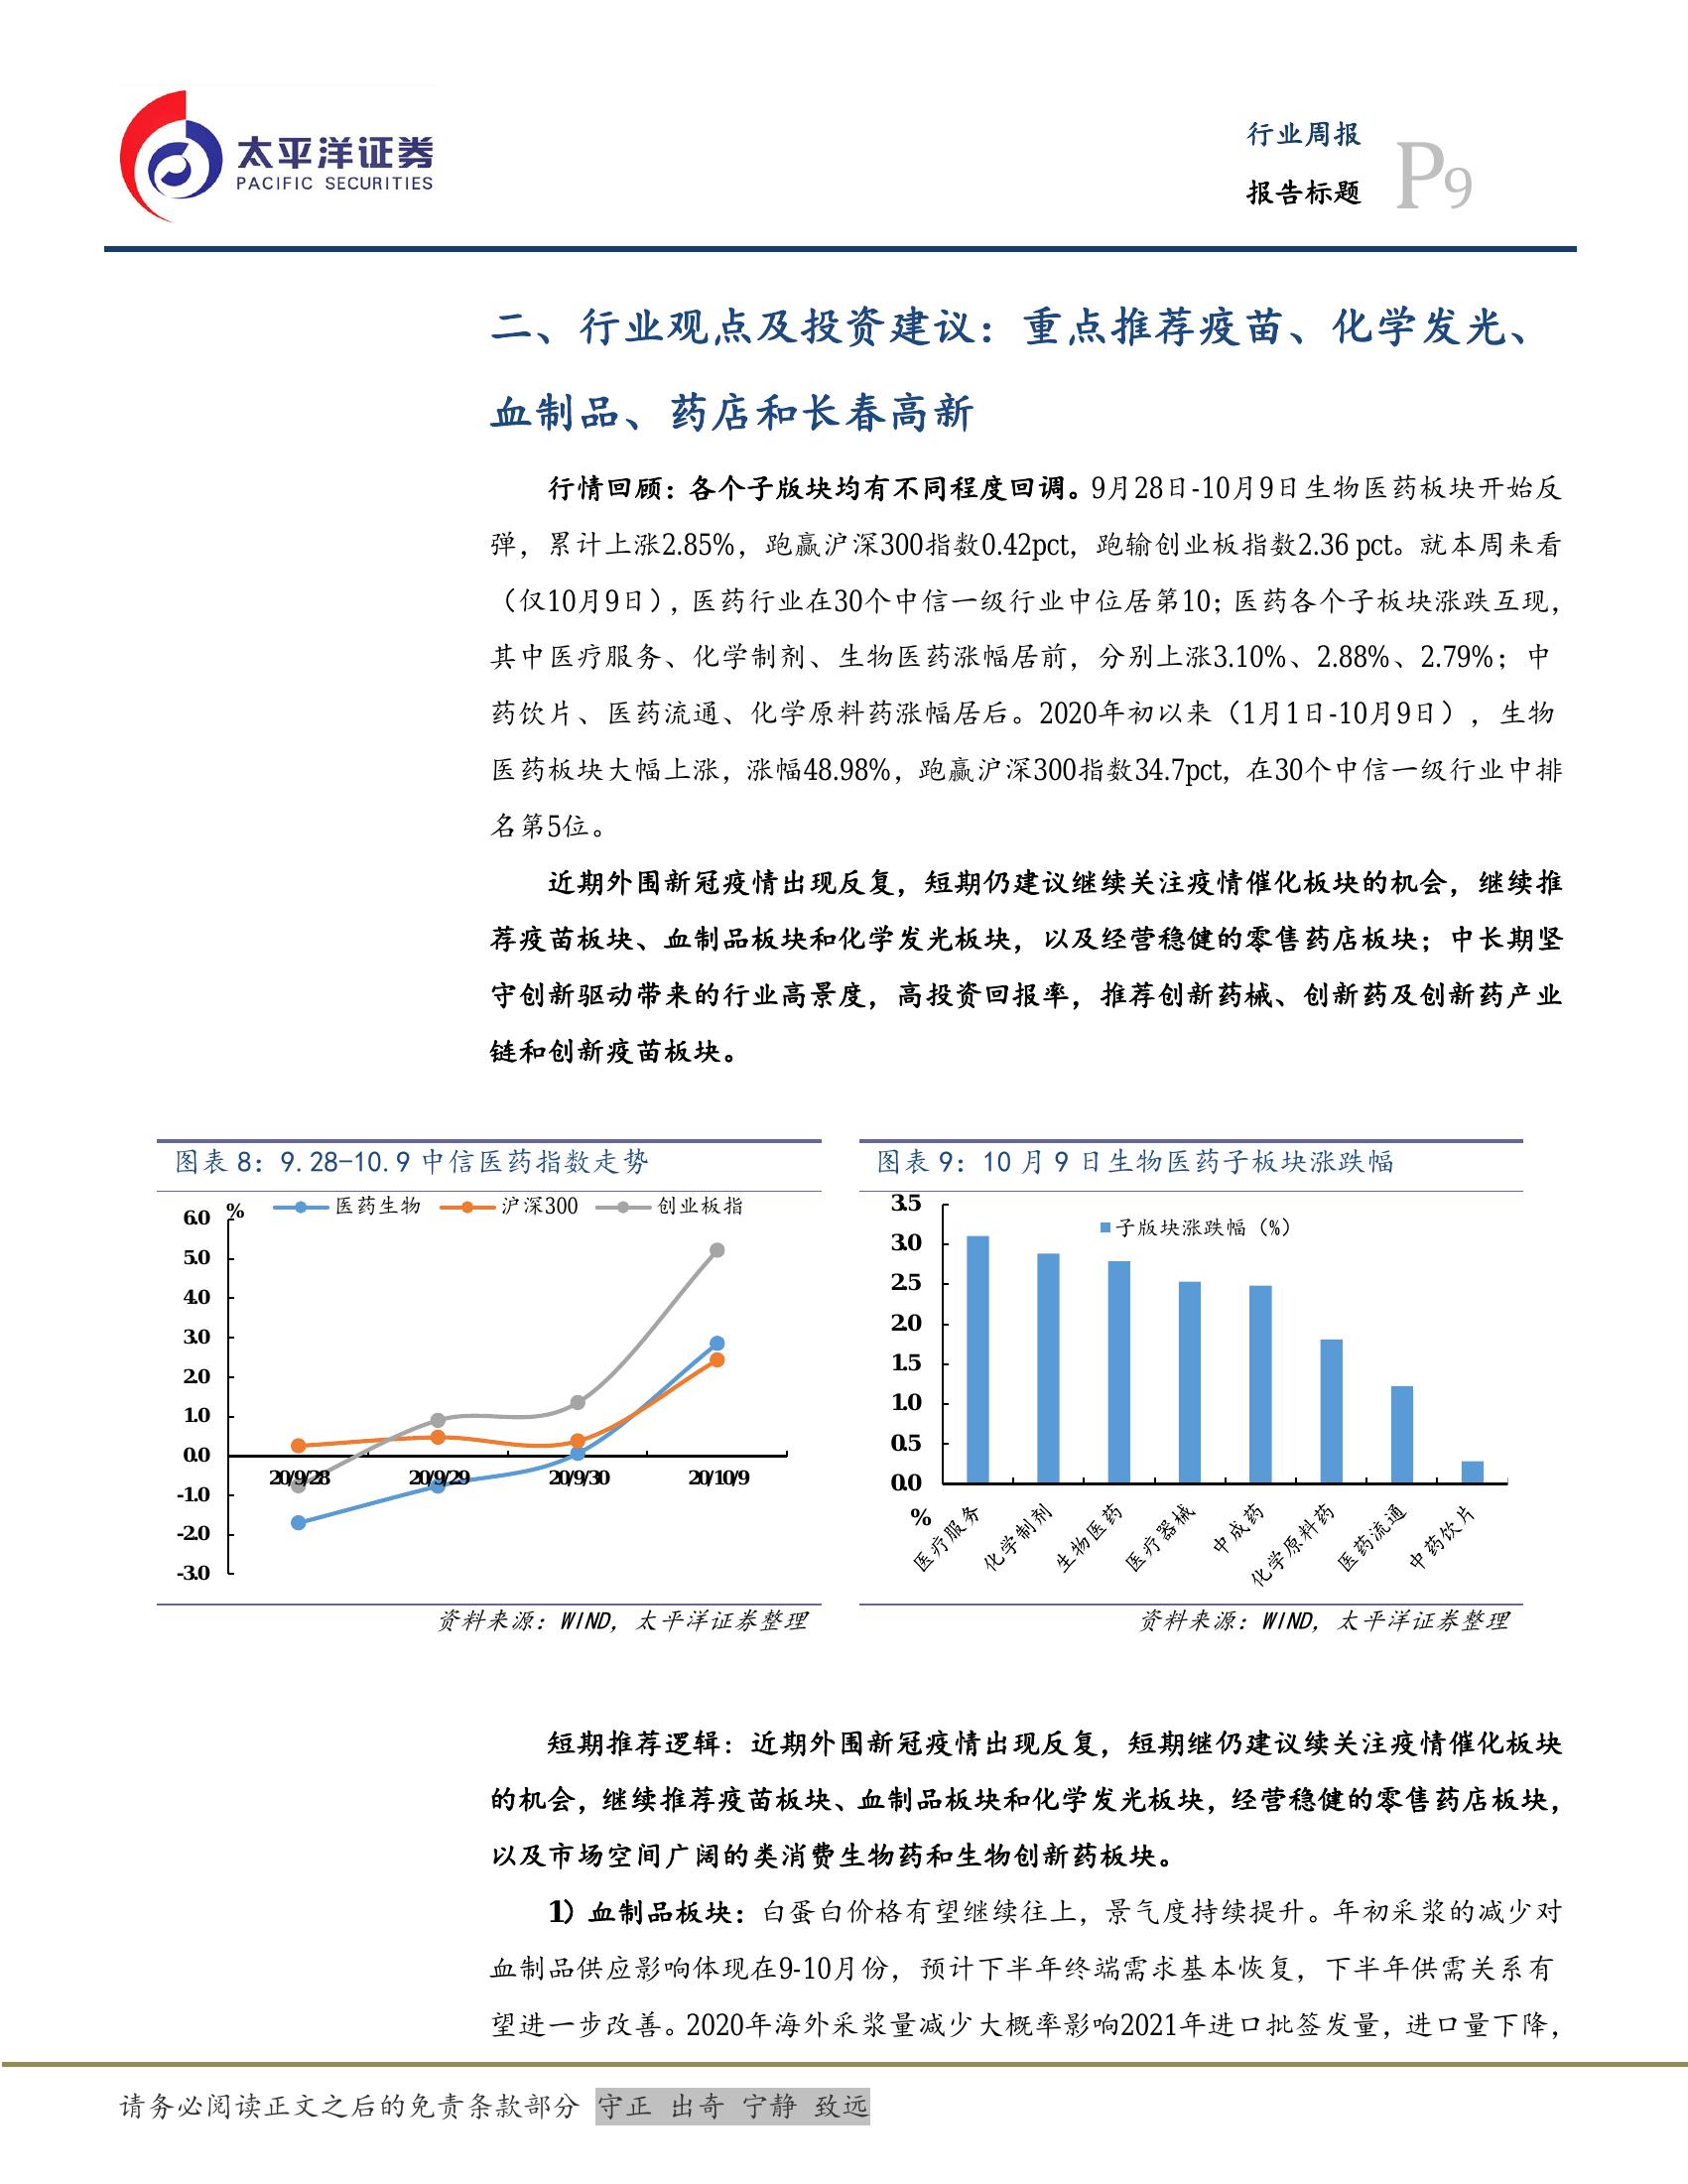 太平洋证券
PACIFIC SECURITIES
行业周报
报告标题
P9
二、行业观点及投资建议：重点推荐疫苗、化学发光、
血制品、药店和长春高新
行情回顾：各个子版块均有不同程度回调。9月28日-10月9日生物医药板块开始反
弹，累计上涨2.85%，跑赢沪深300指数0.42pct，跑输创业板指数2.36 pct。就本周来看
（仅10月9日），医药行业在30个中信一级行业中位居第10；医药各个子板块涨跌互现，
其中医疗服务、化学制剂、生物医药涨幅居前，分别上涨3.10%、2.88%、2.79%；中
药饮片、医药流通、化学原料药涨幅居后。2020年初以来（1月1日-10月9日），生物
医药板块大幅上涨，涨幅48.98%，跑赢沪深300指数34.7pct，在30个中信一级行业中排
名第5位。
近期外围新冠疫情出现反复，短期仍建议继续关注疫情催化板块的机会，继续推
荐疫苗板块、血制品板块和化学发光板块，以及经营稳健的零售药店板块；中长期坚
守创新驱动带来的行业高景度，高投资回报率，推荐创新药械、创新药及创新药产业
链和创新疫苗板块。
图表 8：9.28-10.9 中信医药指数走势
%
医药生物
沪深300
创业板指
6.0
5.0
4.0
3.0
2.0
1.0
0.0
-1.0
-2.0
-3.0
20/9/28
20/9/29
20/9/30
20/10/9
资料来源：WIND，太平洋证券整理
图表 9：10 月 9 日生物医药子板块涨跌幅
子版块涨跌幅（%）
3.5
3.0
2.5
2.0
1.5
1.0
0.5
0.0
%
医疗服务
化学制剂
生物医药
医疗器械
中成药
化学原料药
医药流通
中药饮片
资料来源：WIND，太平洋证券整理
短期推荐逻辑：近期外围新冠疫情出现反复，短期继仍建议续关注疫情催化板块
的机会，继续推荐疫苗板块、血制品板块和化学发光板块，经营稳健的零售药店板块，
以及市场空间广阔的类消费生物药和生物创新药板块。
1）血制品板块：白蛋白价格有望继续往上，景气度持续提升。年初采浆的减少对
血制品供应影响体现在9-10月份，预计下半年终端需求基本恢复，下半年供需关系有
望进一步改善。2020年海外采浆量减少大概率影响2021年进口批签发量，进口量下降，
请务必阅读正文之后的免责条款部分 守正 出奇 宁静 致远